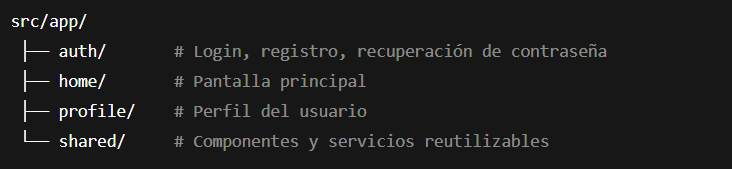 src/app/
├── auth/ # Login, registro, recuperación de contraseña
├── home/ # Pantalla principal
├── profile/ # Perfil del usuario
└── shared/ # Componentes y servicios reutilizables